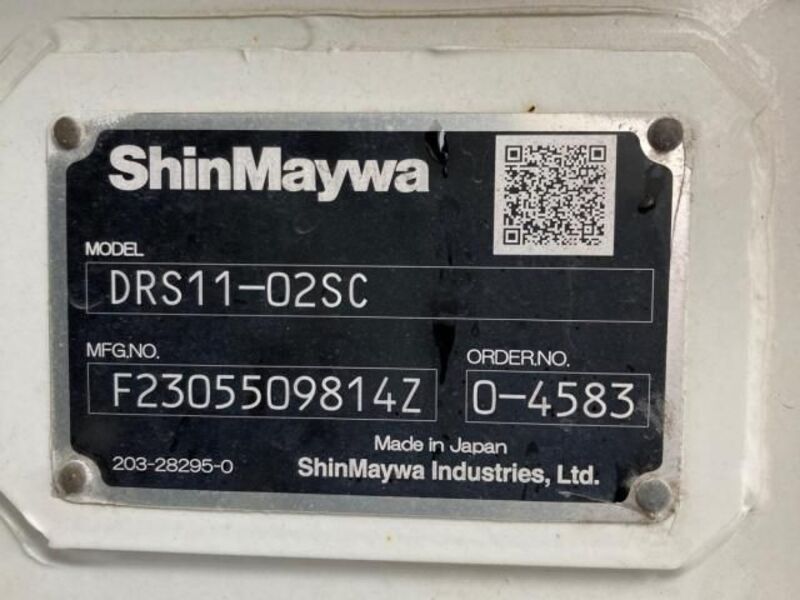 ShinMaywa
MODEL
DRS11-02SC
MFG.NO.
F2305509814Z
ORDER.NO.
0-4583
Made in Japan
203-28295-0
ShinMaywa Industries, Ltd.